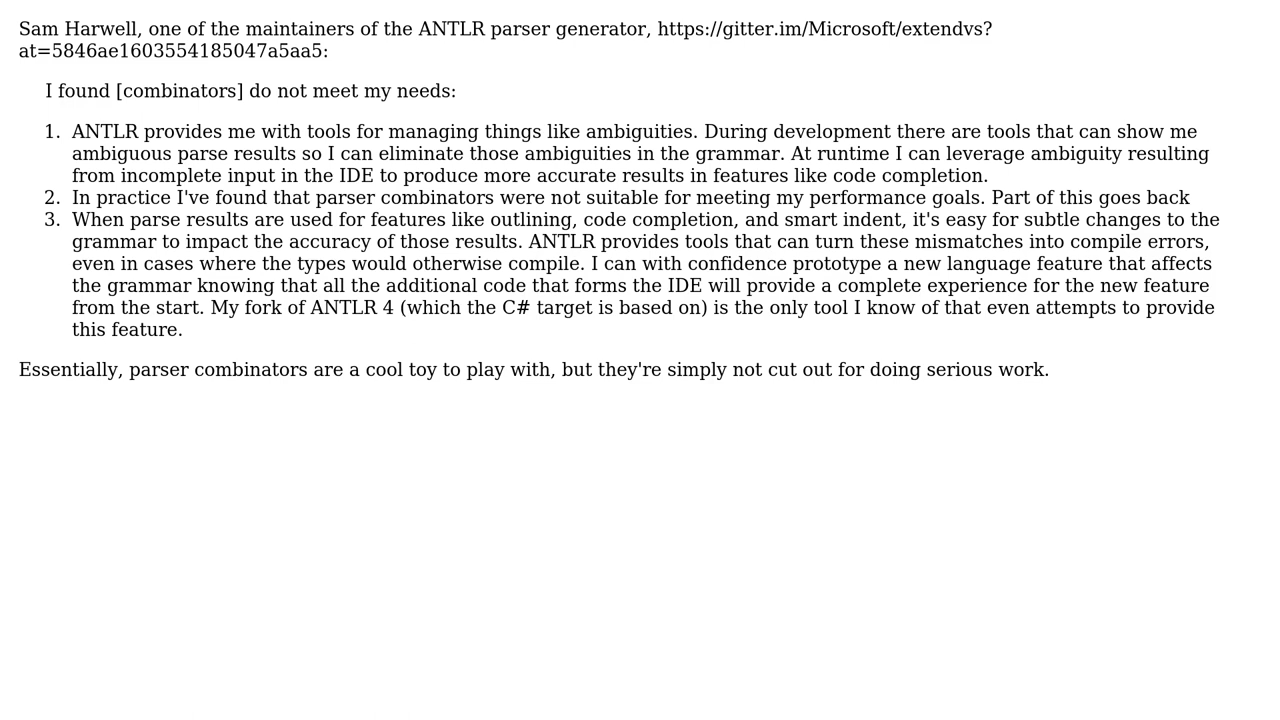 Sam Harwell, one of the maintainers of the ANTLR parser generator, https://gitter.im/Microsoft/extendvs?
at=5846ae1603554185047a5aa5:
I found [combinators] do not meet my needs:
1. ANTLR provides me with tools for managing things like ambiguities. During development there are tools that can show me
ambiguous parse results so I can eliminate those ambiguities in the grammar. At runtime I can leverage ambiguity resulting
from incomplete input in the IDE to produce more accurate results in features like code completion.
2. In practice I've found that parser combinators were not suitable for meeting my performance goals. Part of this goes back
3. When parse results are used for features like outlining, code completion, and smart indent, it's easy for subtle changes to the
grammar to impact the accuracy of those results. ANTLR provides tools that can turn these mismatches into compile errors,
even in cases where the types would otherwise compile. I can with confidence prototype a new language feature that affects
the grammar knowing that all the additional code that forms the IDE will provide a complete experience for the new feature
from the start. My fork of ANTLR 4 (which the C# target is based on) is the only tool I know of that even attempts to provide
this feature.
Essentially, parser combinators are a cool toy to play with, but they're simply not cut out for doing serious work.